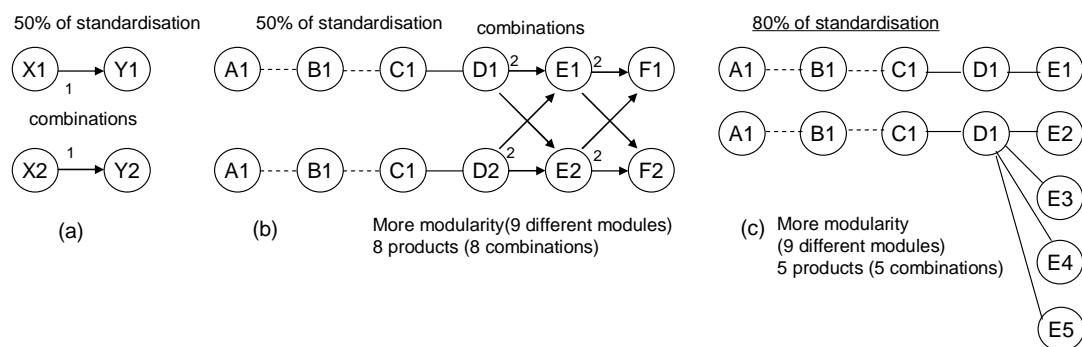 50% of standardisation
X1 1 Y1
combinations
X2 1 Y2
(a)
50% of standardisation
combinations
A1 B1 C1 D1 2 E1 2 F1
A1 B1 C1 D2 2 E2 2 F2
(b)
More modularity(9 different modules)
8 products (8 combinations)
80% of standardisation
A1 B1 C1 D1 E1
A1 B1 C1 D1 E2
E3
E4
E5
(c) More modularity
(9 different modules)
5 products (5 combinations)